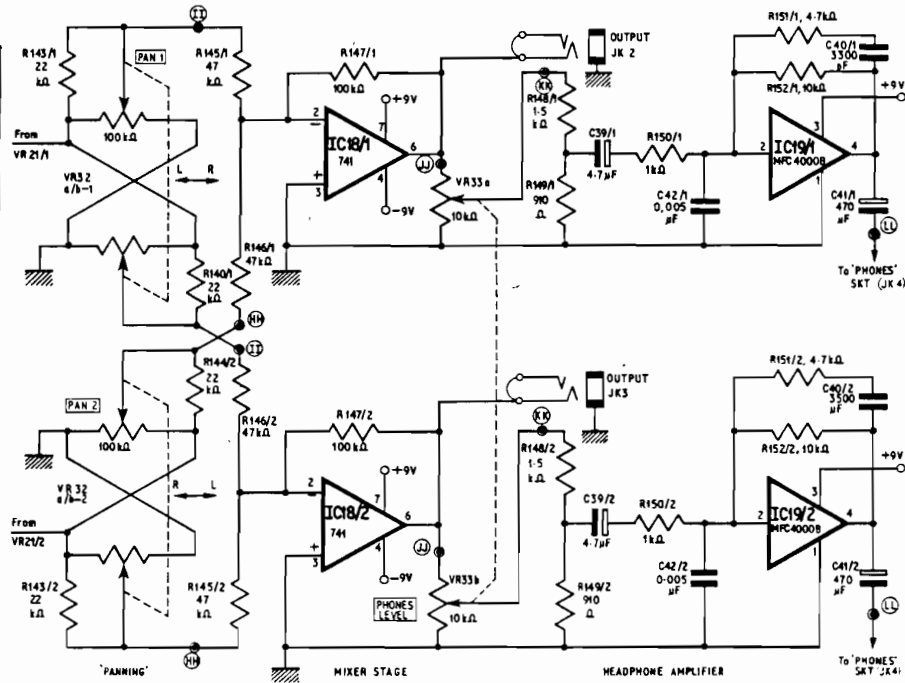 II
R143/1
22
kΩ
PAN 1
R145/1
47
kΩ
100kΩ
From
VR21/1
VR32
a/b-1
L
R
R140/1
22
kΩ
R146/1
47kΩ
HH
R147/1
100kΩ
+9V
2
−
7
IC18/1
741
6
+
3
4
−9V
JJ
VR33a
10kΩ
OUTPUT
JK 2
KK
R148/1
1·5
kΩ
R149/1
910
Ω
C39/1
4·7μF
R150/1
1kΩ
C42/1
0,005
μF
R151/1, 4·7kΩ
C40/1
3300
pF
R152/1, 10kΩ
+9V
2
3
IC19/1
MFC4000B
4
1
C41/1
470
μF
LL
To 'PHONES'
SKT (JK4)
II
R144/2
22
kΩ
PAN 2
100kΩ
R146/2
47kΩ
VR32
a/b-2
R
L
From
VR21/2
R143/2
22
kΩ
R145/2
47
kΩ
HH
R147/2
100kΩ
+9V
2
−
7
IC18/2
741
6
+
3
4
−9V
JJ
VR33b
PHONES
LEVEL
10kΩ
OUTPUT
JK3
KK
R148/2
1·5
kΩ
R149/2
910
Ω
C39/2
4·7μF
R150/2
1kΩ
C42/2
0·005
μF
R151/2, 4·7kΩ
C40/2
3300
μF
R152/2, 10kΩ
+9V
2
3
IC19/2
MFC4000B
4
1
C41/2
470
μF
LL
To 'PHONES'
SKT (JK4)
'PANNING'
MIXER STAGE
HEADPHONE AMPLIFIER